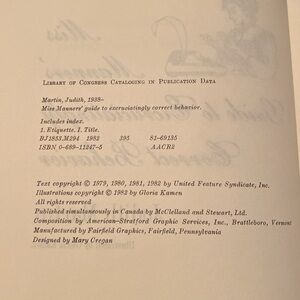 LIBRARY OF CONGRESS CATALOGING IN PUBLICATION DATA
Martin, Judith, 1938–
Miss Manners' guide to excruciatingly correct behavior.
Includes index.
1. Etiquette. I. Title.
BJ1853.M294 1982 395 81-69135
ISBN 0-689-11247-5 AACR2
Text copyright © 1979, 1980, 1981, 1982 by United Feature Syndicate, Inc.
Illustrations copyright © 1982 by Gloria Kamen
All rights reserved
Published simultaneously in Canada by McClelland and Stewart, Ltd.
Composition by American–Stratford Graphic Services, Inc., Brattleboro, Vermont
Manufactured by Fairfield Graphics, Fairfield, Pennsylvania
Designed by Mary Cregan